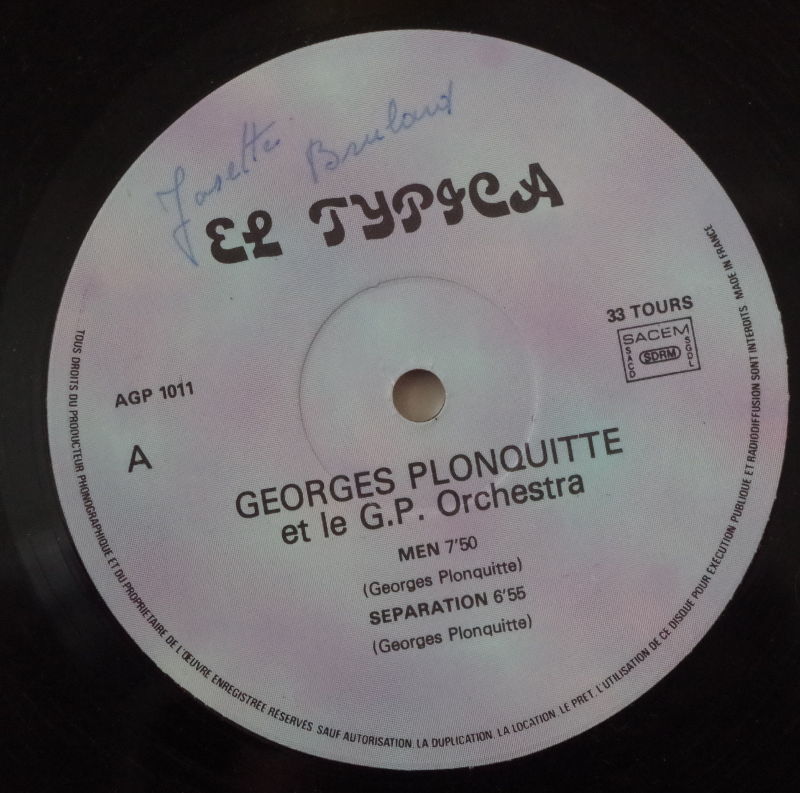 Josette Brulant
EL TYPICA
33 TOURS
SACEM
SACD
SDRM
SGDL
AGP 1011
A
GEORGES PLONQUITTE
et le G.P. Orchestra
MEN 7'50
(Georges Plonquitte)
SEPARATION 6'55
(Georges Plonquitte)
TOUS DROITS DU PRODUCTEUR PHONOGRAPHIQUE ET DU PROPRIETAIRE DE L'ŒUVRE ENREGISTREE RESERVES. SAUF AUTORISATION. LA DUPLICATION. LA LOCATION. LE PRET. L'UTILISATION DE CE DISQUE POUR EXECUTION PUBLIQUE ET RADIODIFFUSION SONT INTERDITS. MADE IN FRANCE.